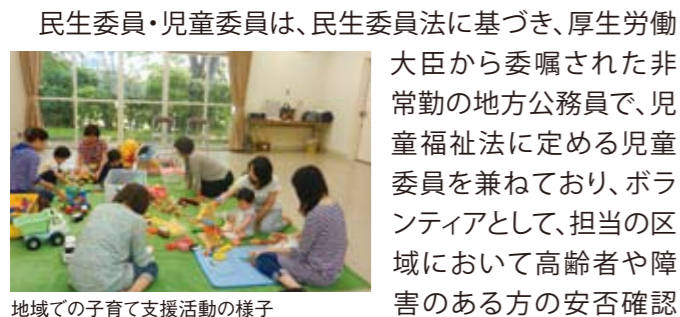 民生委員・児童委員は、民生委員法に基づき、厚生労働
大臣から委嘱された非
常勤の地方公務員で、児
童福祉法に定める児童
委員を兼ねており、ボラ
ンティアとして、担当の区
域において高齢者や障
害のある方の安否確認
地域での子育て支援活動の様子